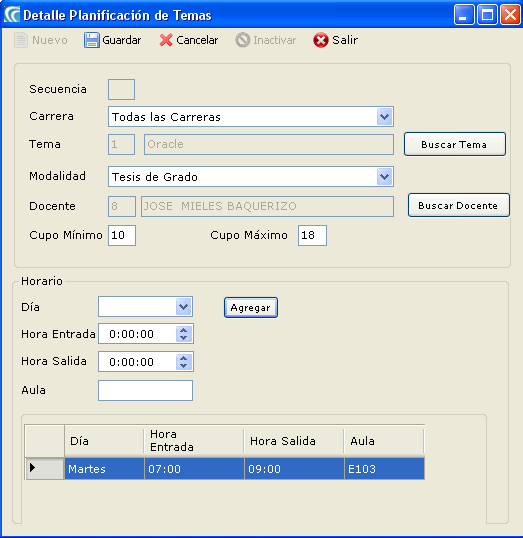 Detalle Planificación de Temas
Nuevo Guardar Cancelar Inactivar Salir
Secuencia
Carrera Todas las Carreras
Tema 1 Oracle Buscar Tema
Modalidad Tesis de Grado
Docente 8 JOSE MIELES BAQUERIZO Buscar Docente
Cupo Mínimo 10 Cupo Máximo 18
Horario
Día Agregar
Hora Entrada 0:00:00
Hora Salida 0:00:00
Aula
Día Hora Entrada Hora Salida Aula
Martes 07:00 09:00 E103